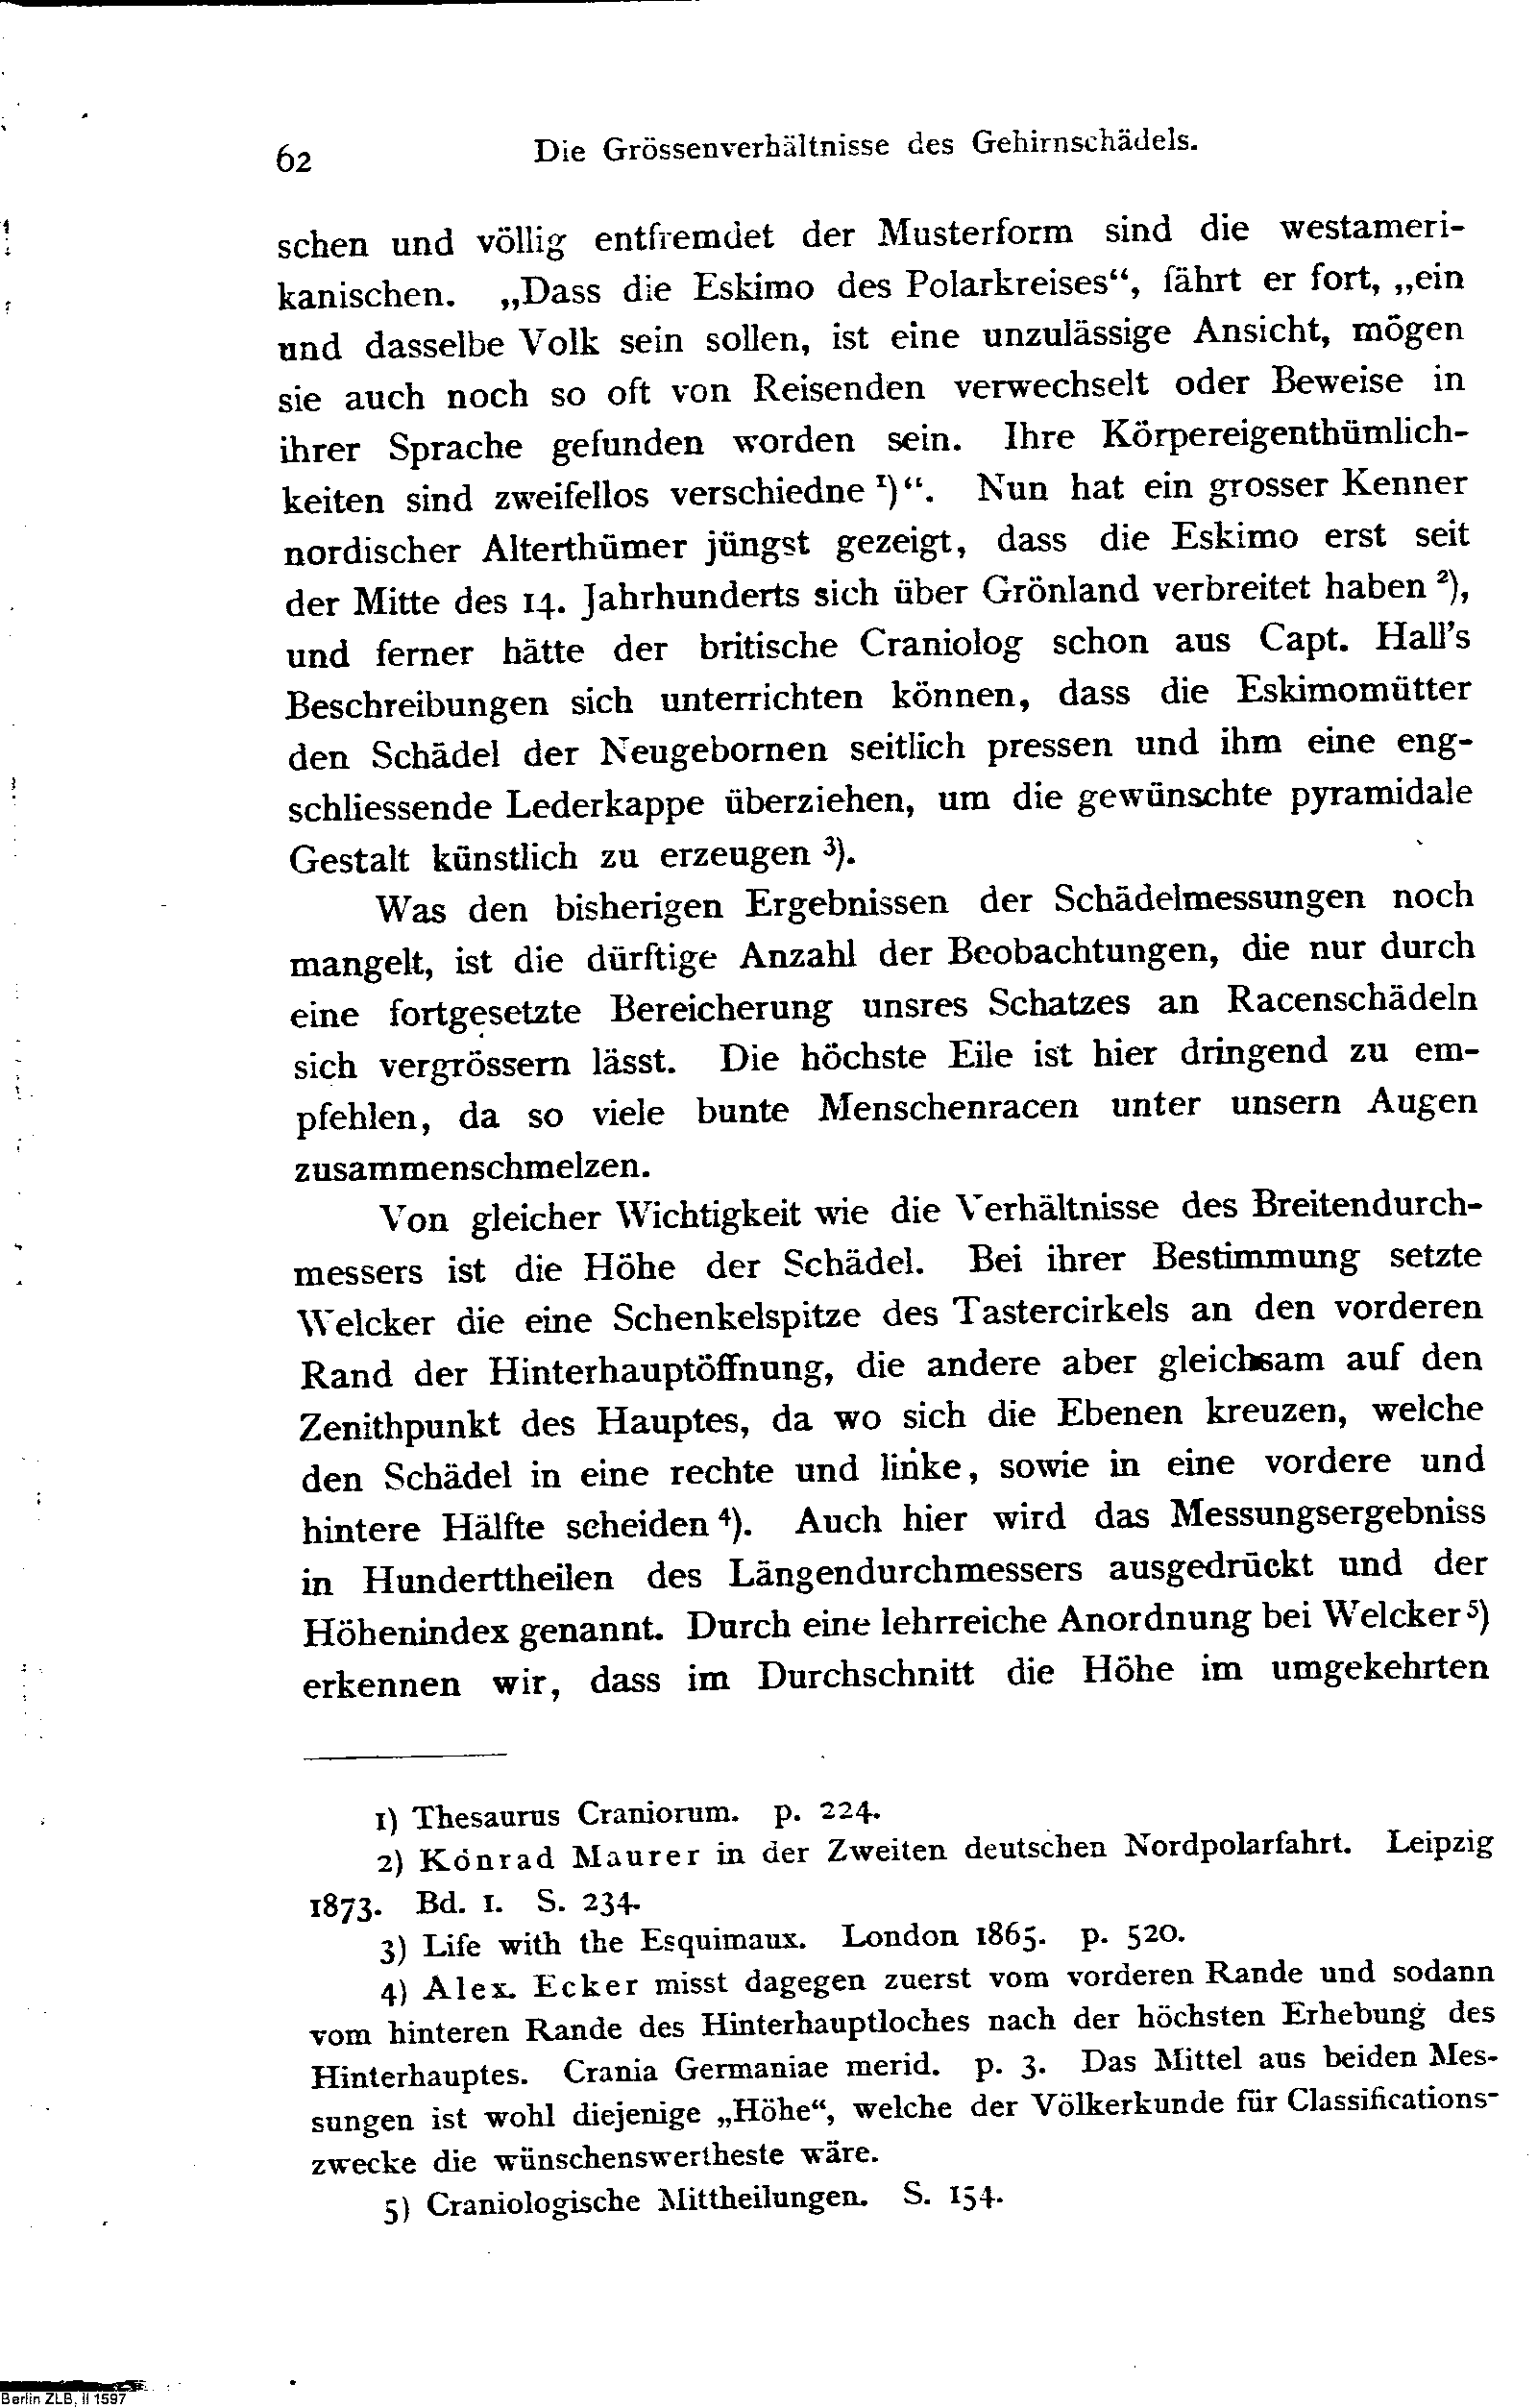 62 Die Grössenverhältnisse des Gehirnschädels.
schen und völlig entfremdet der Musterform sind die westameri-
kanischen. „Dass die Eskimo des Polarkreises“, fährt er fort, „ein
und dasselbe Volk sein sollen, ist eine unzulässige Ansicht, mögen
sie auch noch so oft von Reisenden verwechselt oder Beweise in
ihrer Sprache gefunden worden sein. Ihre Körpereigenthümlich-
keiten sind zweifellos verschiedne ¹)“. Nun hat ein grosser Kenner
nordischer Alterthümer jüngst gezeigt, dass die Eskimo erst seit
der Mitte des 14. Jahrhunderts sich über Grönland verbreitet haben ²),
und ferner hätte der britische Craniolog schon aus Capt. Hall's
Beschreibungen sich unterrichten können, dass die Eskimomütter
den Schädel der Neugebornen seitlich pressen und ihm eine eng-
schliessende Lederkappe überziehen, um die gewünschte pyramidale
Gestalt künstlich zu erzeugen ³).
Was den bisherigen Ergebnissen der Schädelmessungen noch
mangelt, ist die dürftige Anzahl der Beobachtungen, die nur durch
eine fortgesetzte Bereicherung unsres Schatzes an Racenschädeln
sich vergrössern lässt. Die höchste Eile ist hier dringend zu em-
pfehlen, da so viele bunte Menschenracen unter unsern Augen
zusammenschmelzen.
Von gleicher Wichtigkeit wie die Verhältnisse des Breitendurch-
messers ist die Höhe der Schädel. Bei ihrer Bestimmung setzte
Welcker die eine Schenkelspitze des Tastercirkels an den vorderen
Rand der Hinterhauptöffnung, die andere aber gleichsam auf den
Zenithpunkt des Hauptes, da wo sich die Ebenen kreuzen, welche
den Schädel in eine rechte und linke, sowie in eine vordere und
hintere Hälfte scheiden ⁴). Auch hier wird das Messungsergebniss
in Hunderttheilen des Längendurchmessers ausgedrückt und der
Höhenindex genannt. Durch eine lehrreiche Anordnung bei Welcker ⁵)
erkennen wir, dass im Durchschnitt die Höhe im umgekehrten
1) Thesaurus Craniorum. p. 224.
2) Konrad Maurer in der Zweiten deutschen Nordpolarfahrt. Leipzig
1873. Bd. 1. S. 234.
3) Life with the Esquimaux. London 1865. p. 520.
4) Alex. Ecker misst dagegen zuerst vom vorderen Rande und sodann
vom hinteren Rande des Hinterhauptloches nach der höchsten Erhebung des
Hinterhauptes. Crania Germaniae merid. p. 3. Das Mittel aus beiden Mes-
sungen ist wohl diejenige „Höhe“, welche der Völkerkunde für Classifications-
zwecke die wünschenswertheste wäre.
5) Craniologische Mittheilungen. S. 154.
Berlin ZLB, II 1597